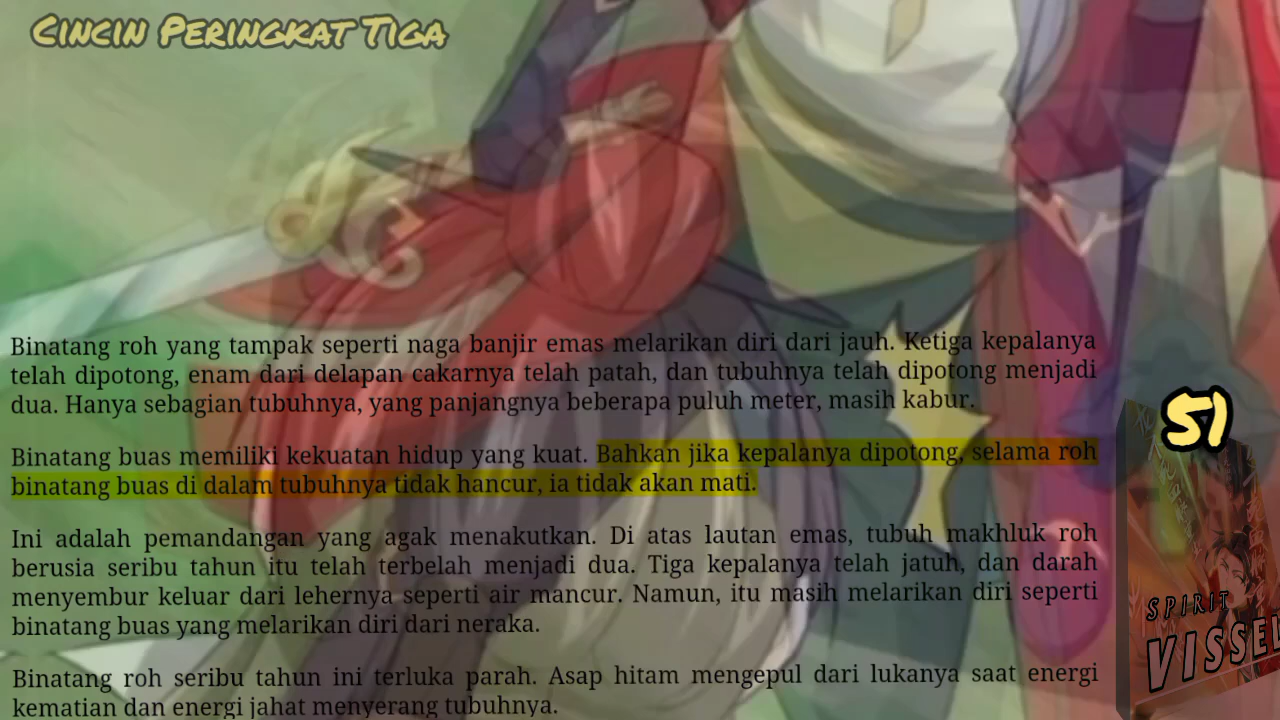 Cincin Peringkat Tiga
Binatang roh yang tampak seperti naga banjir emas melarikan diri dari jauh. Ketiga kepalanya
telah dipotong, enam dari delapan cakarnya telah patah, dan tubuhnya telah dipotong menjadi
dua. Hanya sebagian tubuhnya, yang panjangnya beberapa puluh meter, masih kabur.
Binatang buas memiliki kekuatan hidup yang kuat. Bahkan jika kepalanya dipotong, selama roh
binatang buas di dalam tubuhnya tidak hancur, ia tidak akan mati.
Ini adalah pemandangan yang agak menakutkan. Di atas lautan emas, tubuh makhluk roh
berusia seribu tahun itu telah terbelah menjadi dua. Tiga kepalanya telah jatuh, dan darah
menyembur keluar dari lehernya seperti air mancur. Namun, itu masih melarikan diri seperti
binatang buas yang melarikan diri dari neraka.
Binatang roh seribu tahun ini terluka parah. Asap hitam mengepul dari lukanya saat energi
kematian dan energi jahat menyerang tubuhnya.
51
SPIRIT
VISSEL